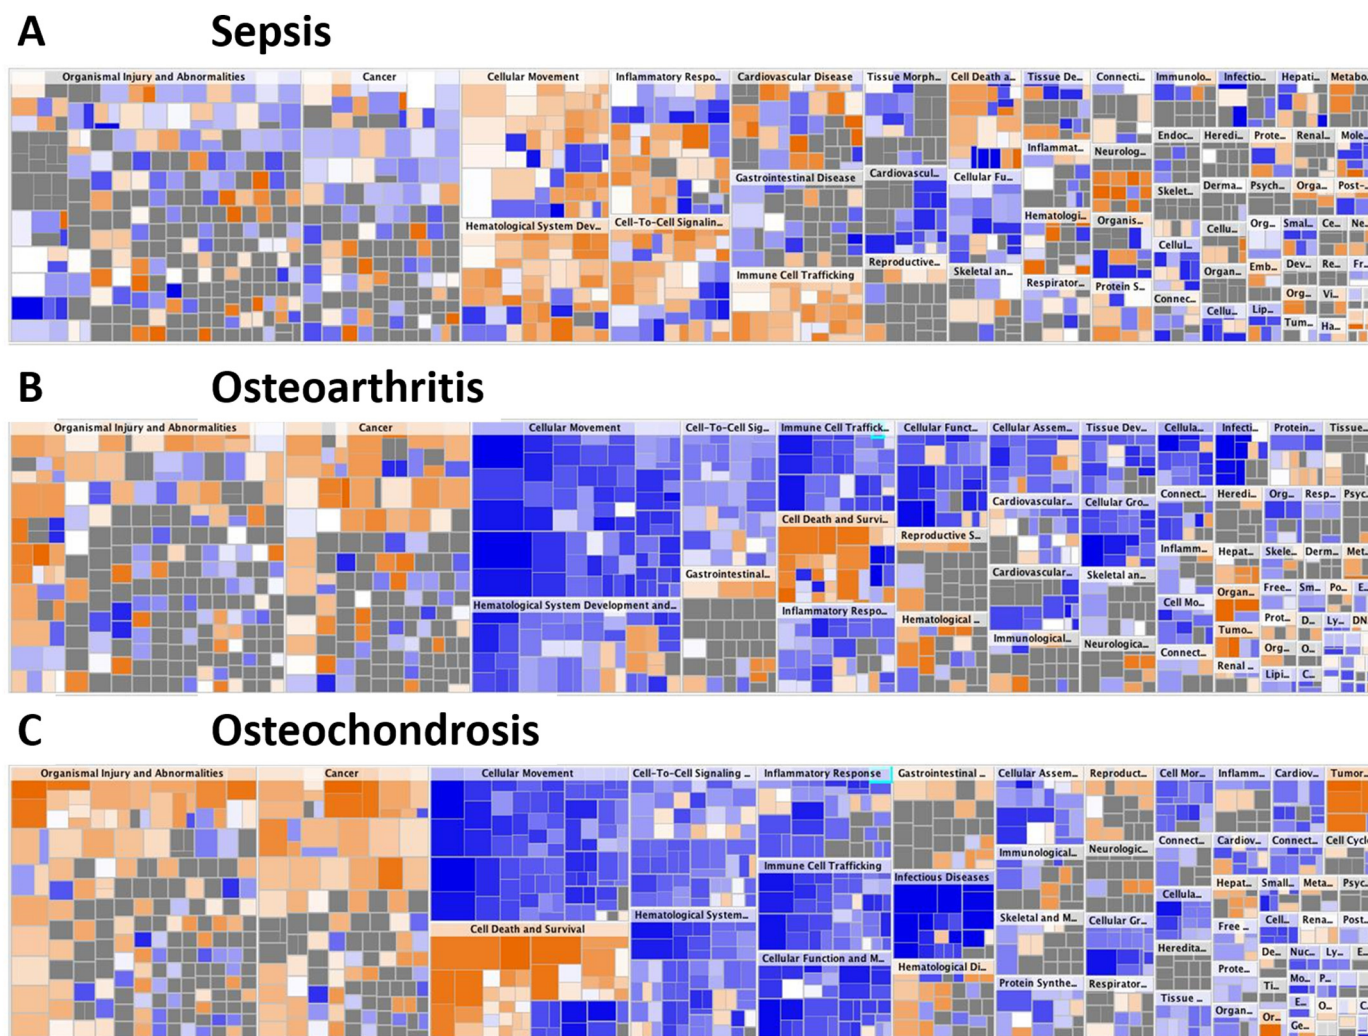 A Sepsis
Organismal Injury and Abnormalities Cancer Cellular Movement Inflammatory Respo... Cardiovascular Disease Tissue Morph... Cell Death a... Tissue De... Connecti... Immunolo... Infectio... Hepati... Metabo...
Endoc... Heredi... Prote... Renal... Mole...
Inflammat... Neurolog...
Gastrointestinal Disease Cardiovascul... Cellular Fu... Skelet... Derma... Psych... Orga... Post-...
Hematological System Dev... Cell-To-Cell Signalin... Hematologi... Organis... Cellu... Org... Smal... Ce... Ne...
Cellul...
Immune Cell Trafficking Reproductive... Skeletal an... Respirator... Protein S... Organ... Emb... Dev... Re... Fr...
Connec... Cellu... Lip... Org... Vi...
Tum... Ha...
B Osteoarthritis
Organismal Injury and Abnormalities Cancer Cellular Movement Cell-To-Cell Sig... Immune Cell Traffick... Cellular Funct... Cellular Assem... Tissue Dev... Cellula... Infecti... Protein... Tissue...
Cardiovascular... Cellular Gro... Connect... Heredi... Org... Resp... Psyc...
Cell Death and Survi... Reproductive S...
Gastrointestinal... Cardiovascular... Skeletal an... Inflamm... Hepat... Skele... Derm... Met...
Hematological System Development and... Inflammatory Respo... Hematological ... Cell Mo... Organ... Free... Sm... Po... E...
Immunological... Neurologica... Tumo... Prot... D... Ly... DN
Connect... Renal ... Org... O...
Lipi... C...
C Osteochondrosis
Organismal Injury and Abnormalities Cancer Cellular Movement Cell-To-Cell Signaling ... Inflammatory Response Gastrointestinal ... Cellular Assem... Reproduct... Cell Mor... Inflamm... Cardiov... Tumor...
Immunological... Neurologic... Connect... Cardiov... Connect... Cell Cycl
Immune Cell Trafficking Infectious Diseases Cellula... Hepat... Small... Meta... Psyc...
Cell Death and Survival Hematological System... Skeletal and M... Cellular Gr... Free ... Cell... Rena... Post...
Cellular Function and M... Hematological Di... Heredita... Prote... De... Nuc... Ly... E...
Protein Synthe... Respirator... Tissue ... Organ... Ti... Mo... P...
Or... E... O... C
Ge...